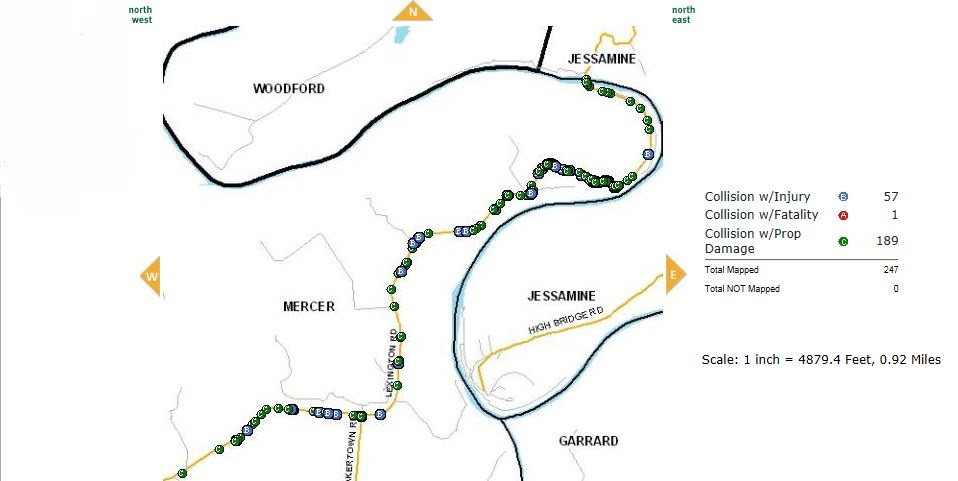 north
west
N
north
east
JESSAMINE
WOODFORD
Collision w/Injury B 57
Collision w/Fatality A 1
Collision w/Prop
Damage C 189
Total Mapped 247
Total NOT Mapped 0
W
E
MERCER
JESSAMINE
HIGH BRIDGE RD
LEXINGTON RD
Scale: 1 inch = 4879.4 Feet, 0.92 Miles
GARRARD
KERTOWN R